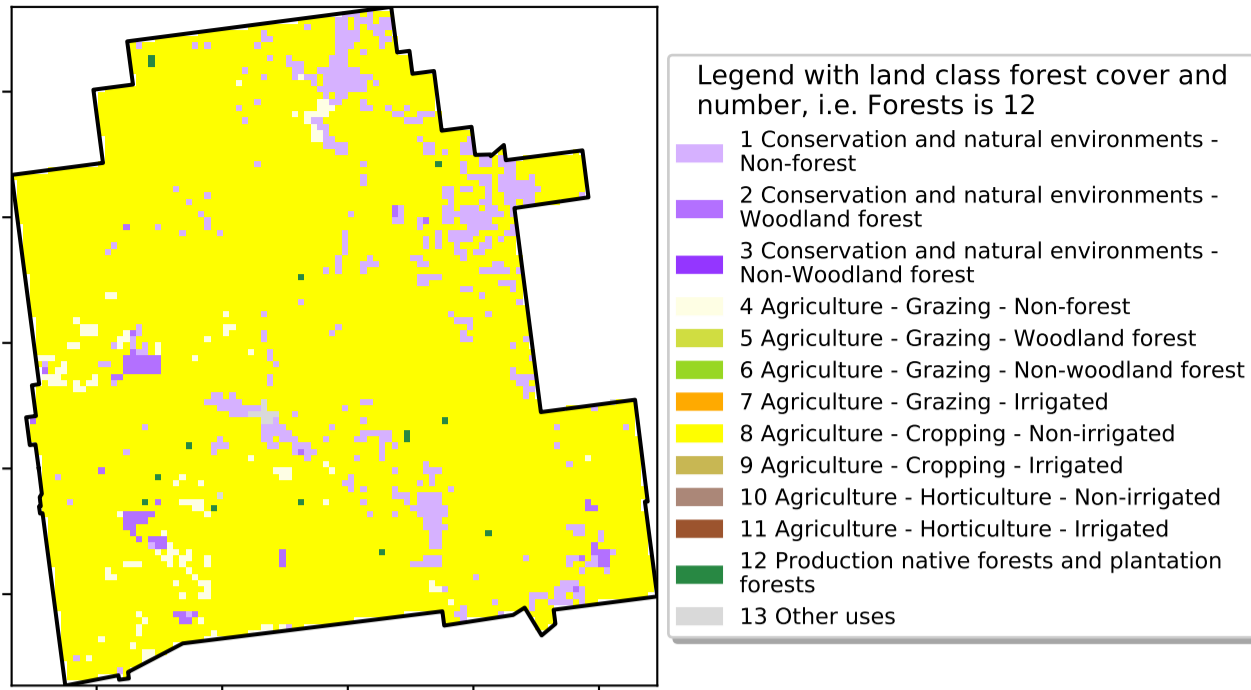 Legend with land class forest cover and
number, i.e. Forests is 12
1 Conservation and natural environments -
Non-forest
2 Conservation and natural environments -
Woodland forest
3 Conservation and natural environments -
Non-Woodland forest
4 Agriculture - Grazing - Non-forest
5 Agriculture - Grazing - Woodland forest
6 Agriculture - Grazing - Non-woodland forest
7 Agriculture - Grazing - Irrigated
8 Agriculture - Cropping - Non-irrigated
9 Agriculture - Cropping - Irrigated
10 Agriculture - Horticulture - Non-irrigated
11 Agriculture - Horticulture - Irrigated
12 Production native forests and plantation
forests
13 Other uses